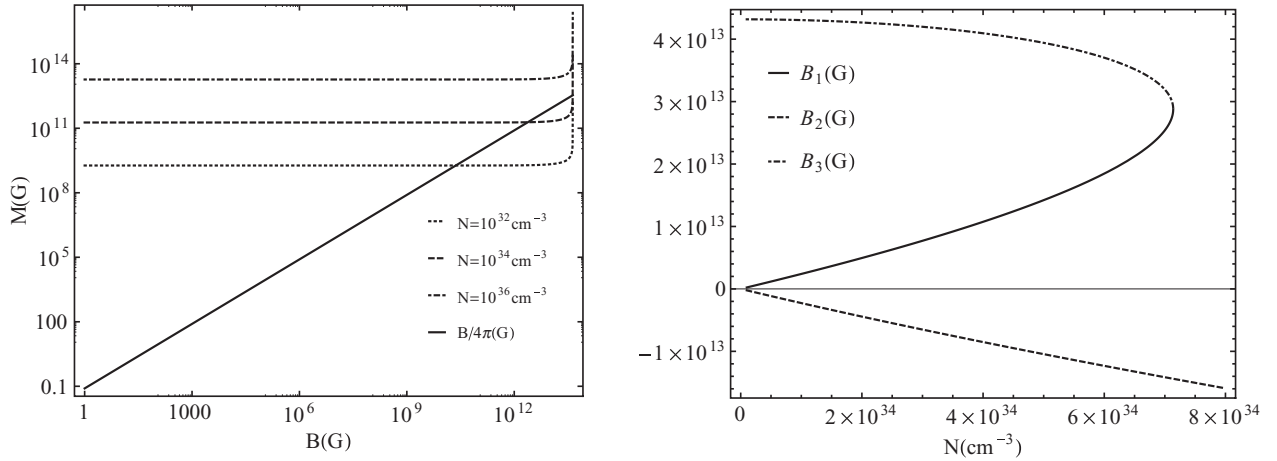 10^14
10^11
10^8
10^5
100
0.1
M(G)
1
1000
10^6
10^9
10^12
B(G)
N=10^32cm^-3
N=10^34cm^-3
N=10^36cm^-3
B/4π(G)
4×10^13
3×10^13
2×10^13
1×10^13
0
-1×10^13
B_1(G)
B_2(G)
B_3(G)
0
2×10^34
4×10^34
6×10^34
8×10^34
N(cm^-3)